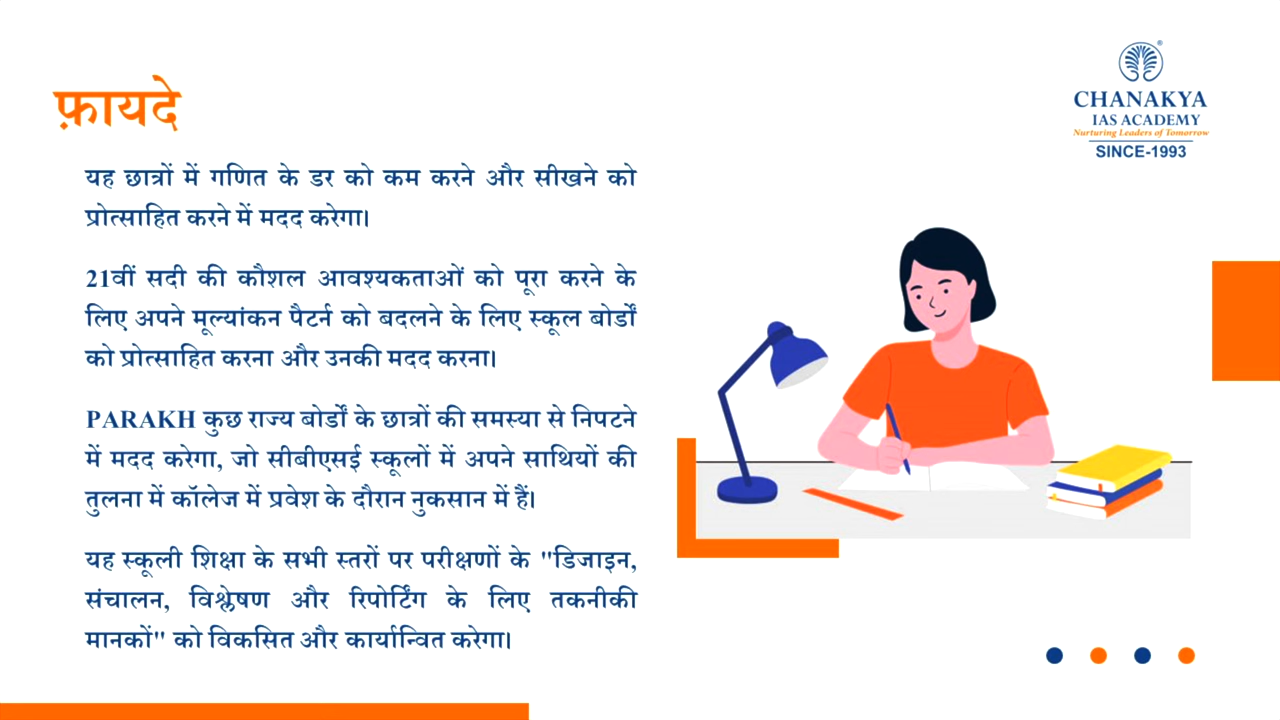 फ़ायदे
यह छात्रों में गणित के डर को कम करने और सीखने को
प्रोत्साहित करने में मदद करेगा।
21वीं सदी की कौशल आवश्यकताओं को पूरा करने के
लिए अपने मूल्यांकन पैटर्न को बदलने के लिए स्कूल बोर्डों
को प्रोत्साहित करना और उनकी मदद करना।
PARAKH कुछ राज्य बोर्डों के छात्रों की समस्या से निपटने
में मदद करेगा, जो सीबीएसई स्कूलों में अपने साथियों की
तुलना में कॉलेज में प्रवेश के दौरान नुकसान में हैं।
यह स्कूली शिक्षा के सभी स्तरों पर परीक्षणों के "डिजाइन,
संचालन, विश्लेषण और रिपोर्टिंग के लिए तकनीकी
मानकों" को विकसित और कार्यान्वित करेगा।
®
CHANAKYA
IAS ACADEMY
Nurturing Leaders of Tomorrow
SINCE-1993